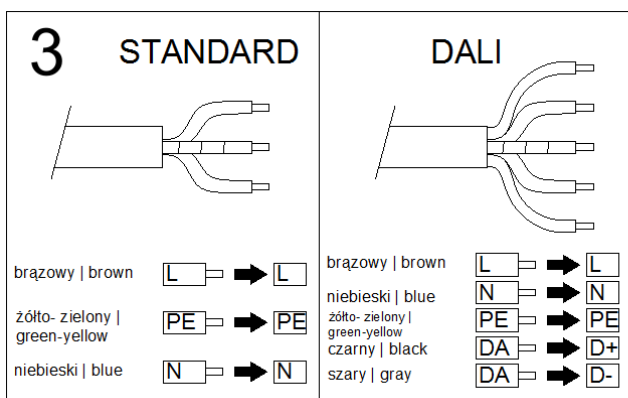 3 STANDARD
brązowy | brown L L
żółto- zielony |
green-yellow PE PE
niebieski | blue N N
DALI
brązowy | brown L L
niebieski | blue N N
żółto- zielony |
green-yellow PE PE
czarny | black DA D+
szary | gray DA D-